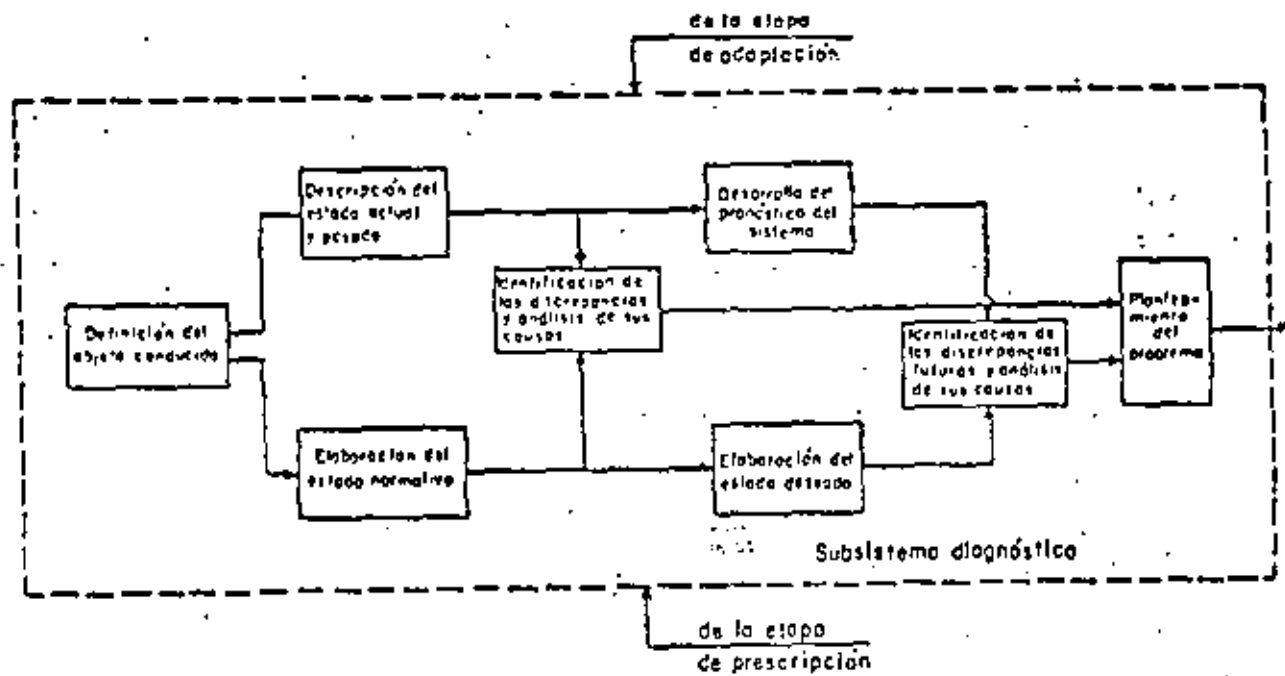 de la etapa
de adaptación
Descripción del
estado actual
y pasado
Desarrollo del
pronóstico del
sistema
Identificación de
las discrepancias
y análisis de sus
causas
Plantea-
miento
del
programa
Definición del
objeto conducido
Identificación de
las discrepancias
futuras y análisis
de sus causas
Elaboración del
estado normativo
Elaboración del
estado deseado
Subsistema diagnóstico
de la etapa
de prescripción